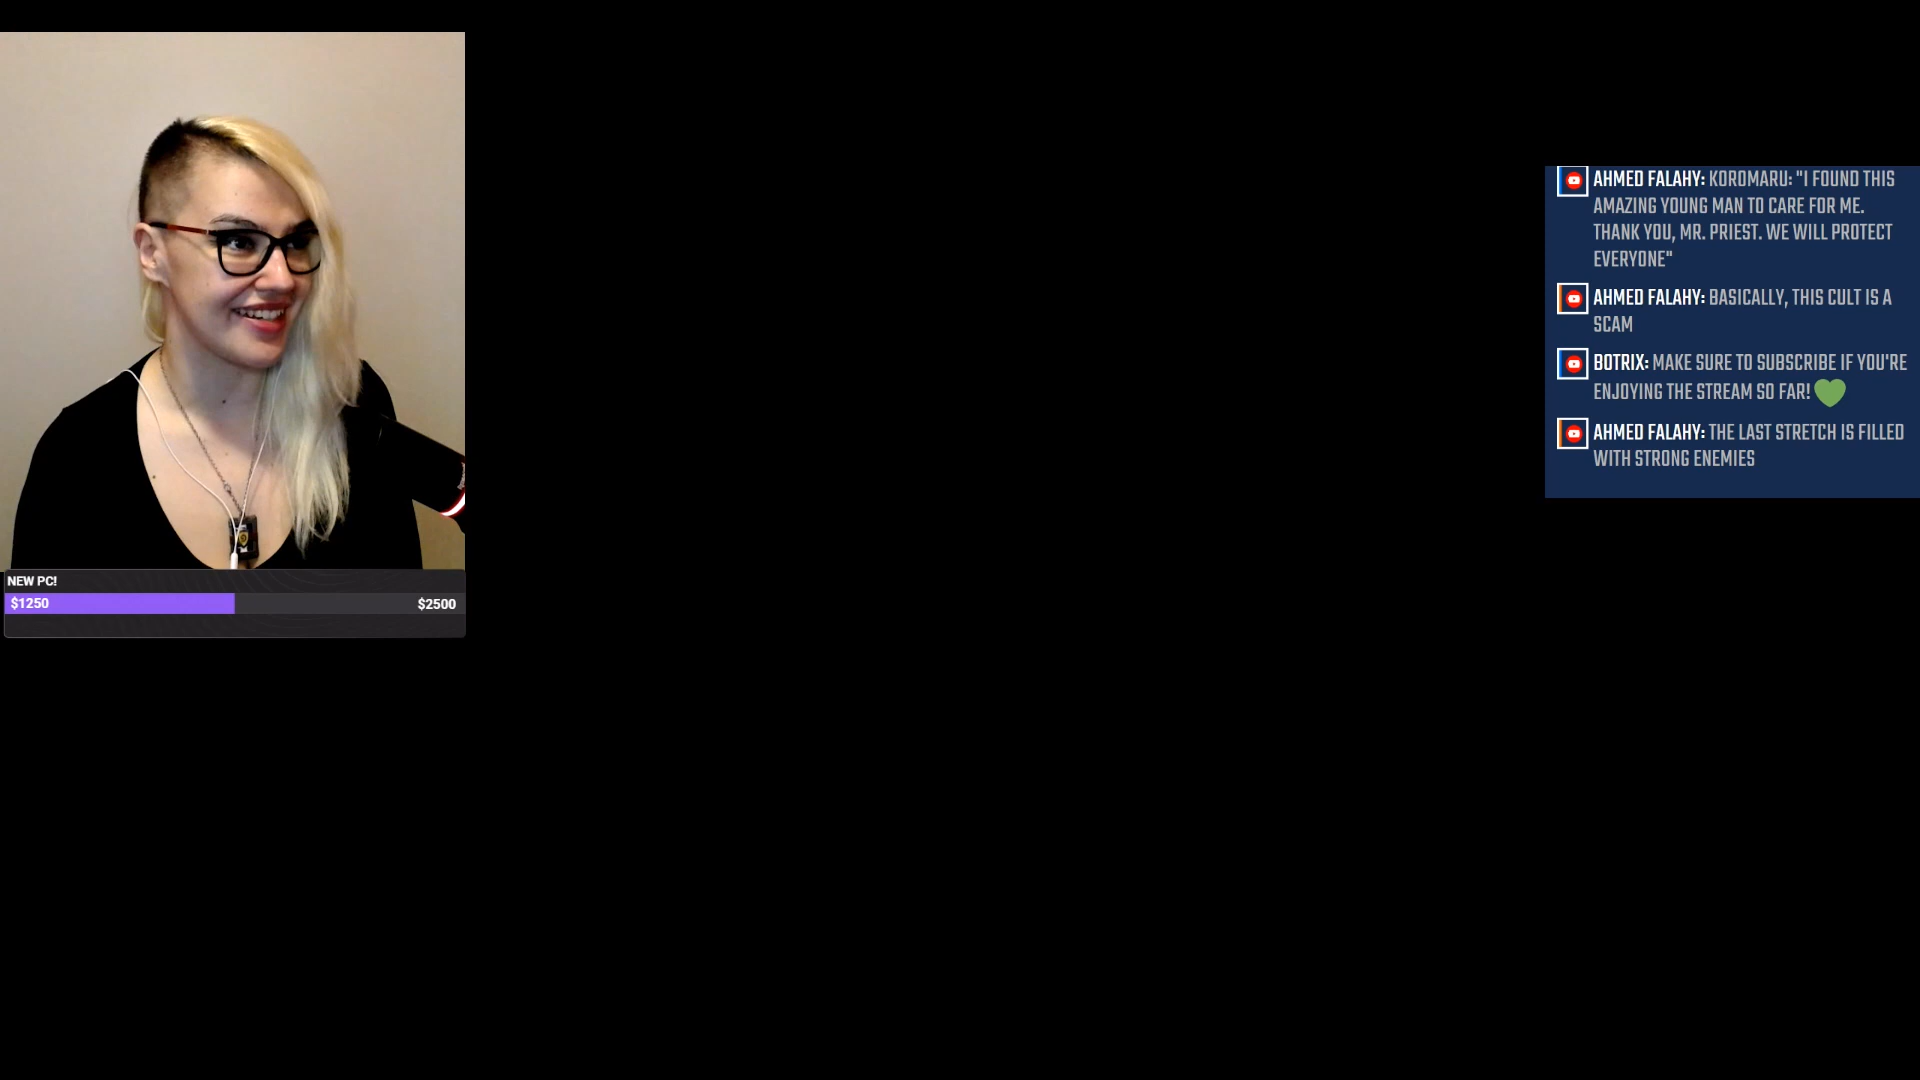 NEW PC!
$1250 $2500
AHMED FALAHY: KOROMARU: "I FOUND THIS
AMAZING YOUNG MAN TO CARE FOR ME.
THANK YOU, MR. PRIEST. WE WILL PROTECT
EVERYONE"
AHMED FALAHY: BASICALLY, THIS CULT IS A
SCAM
BOTRIX: MAKE SURE TO SUBSCRIBE IF YOU'RE
ENJOYING THE STREAM SO FAR! 💚
AHMED FALAHY: THE LAST STRETCH IS FILLED
WITH STRONG ENEMIES